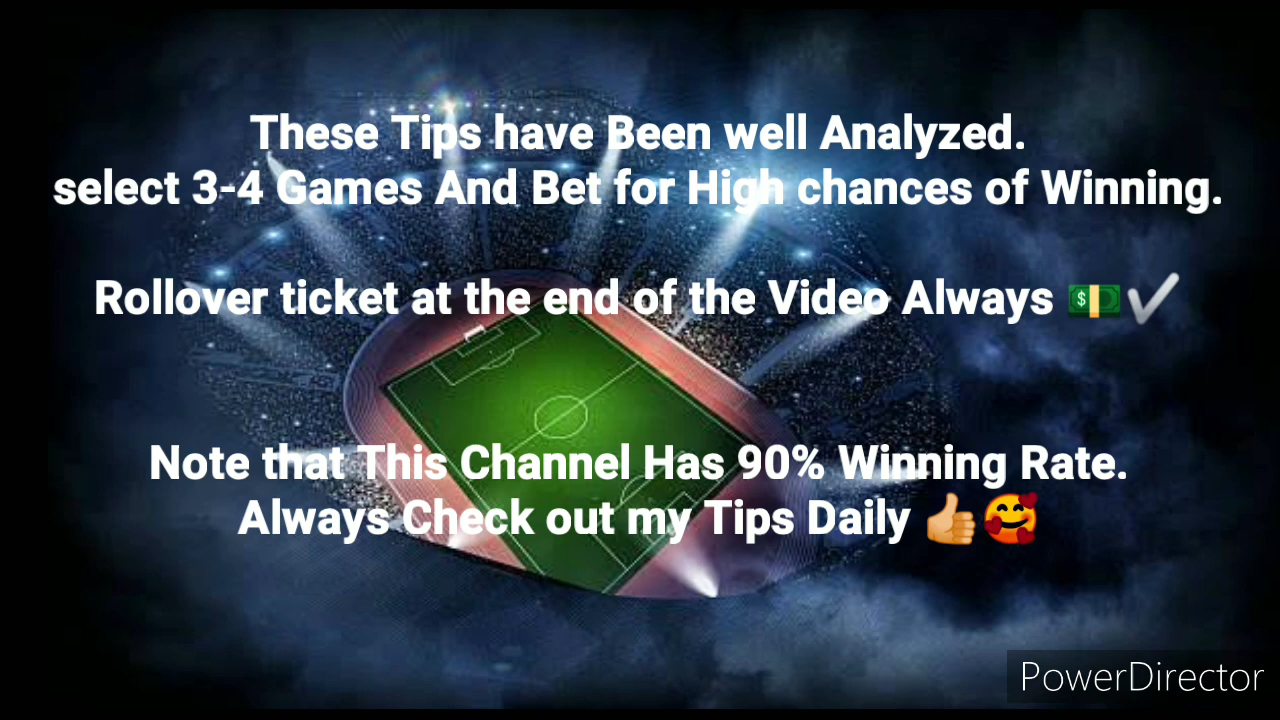 These Tips have Been well Analyzed.
select 3-4 Games And Bet for High chances of Winning.
Rollover ticket at the end of the Video Always 💵✔️
Note that This Channel Has 90% Winning Rate.
Always Check out my Tips Daily 👍🥰
PowerDirector